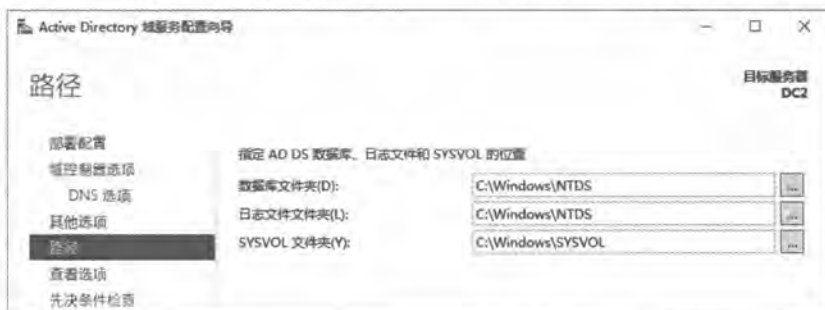 Active Directory 域服务配置向导
路径
目标服务器
DC2
部署配置
域控制器选项
DNS 选项
其他选项
路径
查看选项
先决条件检查
指定 AD DS 数据库、日志文件和 SYSVOL 的位置
数据库文件夹(D): C:\Windows\NTDS ...
日志文件文件夹(L): C:\Windows\NTDS ...
SYSVOL 文件夹(Y): C:\Windows\SYSVOL ...